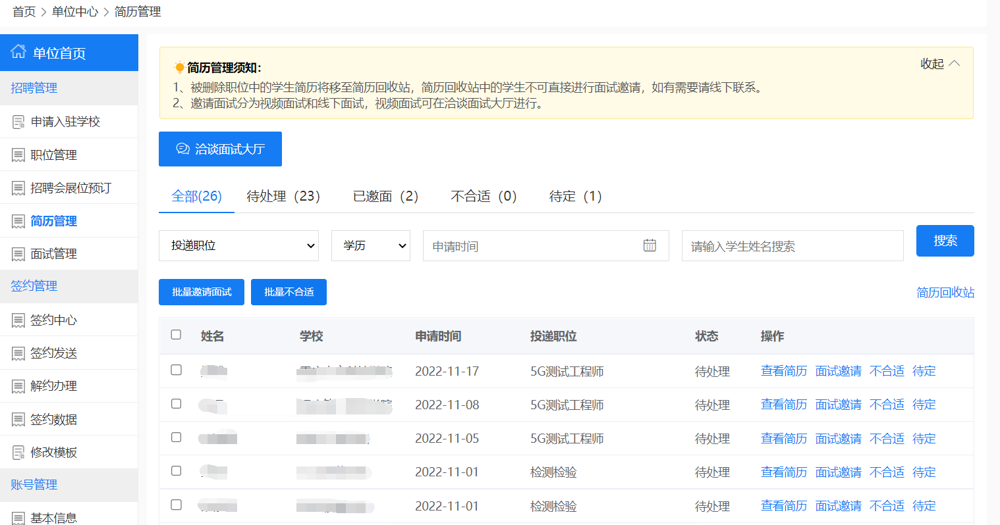 首页 > 单位中心 > 简历管理
单位首页
招聘管理
申请入驻学校
职位管理
招聘会展位预订
简历管理
面试管理
签约管理
签约中心
签约发送
解约办理
签约数据
修改模板
账号管理
基本信息
简历管理须知：
收起
1、被删除职位中的学生简历将移至简历回收站，简历回收站中的学生不可直接进行面试邀请，如有需要请线下联系。
2、邀请面试分为视频面试和线下面试，视频面试可在洽谈面试大厅进行。
洽谈面试大厅
全部(26) 待处理（23） 已邀面（2） 不合适（0） 待定（1）
投递职位 学历 申请时间 请输入学生姓名搜索 搜索
批量邀请面试 批量不合适 简历回收站
姓名 学校 申请时间 投递职位 状态 操作
2022-11-17 5G测试工程师 待处理 查看简历 面试邀请 不合适 待定
2022-11-08 5G测试工程师 待处理 查看简历 面试邀请 不合适 待定
2022-11-05 5G测试工程师 待处理 查看简历 面试邀请 不合适 待定
2022-11-01 检测检验 待处理 查看简历 面试邀请 不合适 待定
2022-11-01 检测检验 待处理 查看简历 面试邀请 不合适 待定